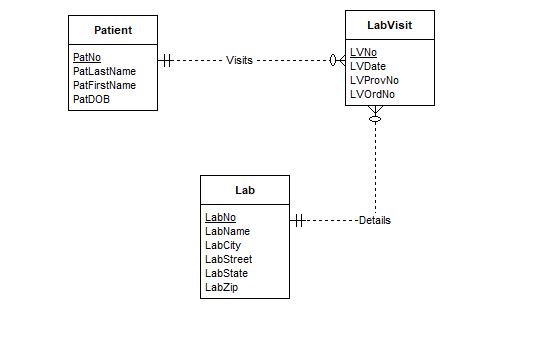 Patient
PatNo
PatLastName
PatFirstName
PatDOB
Visits
LabVisit
LVNo
LVDate
LVProvNo
LVOrdNo
Lab
LabNo
LabName
LabCity
LabStreet
LabState
LabZip
Details